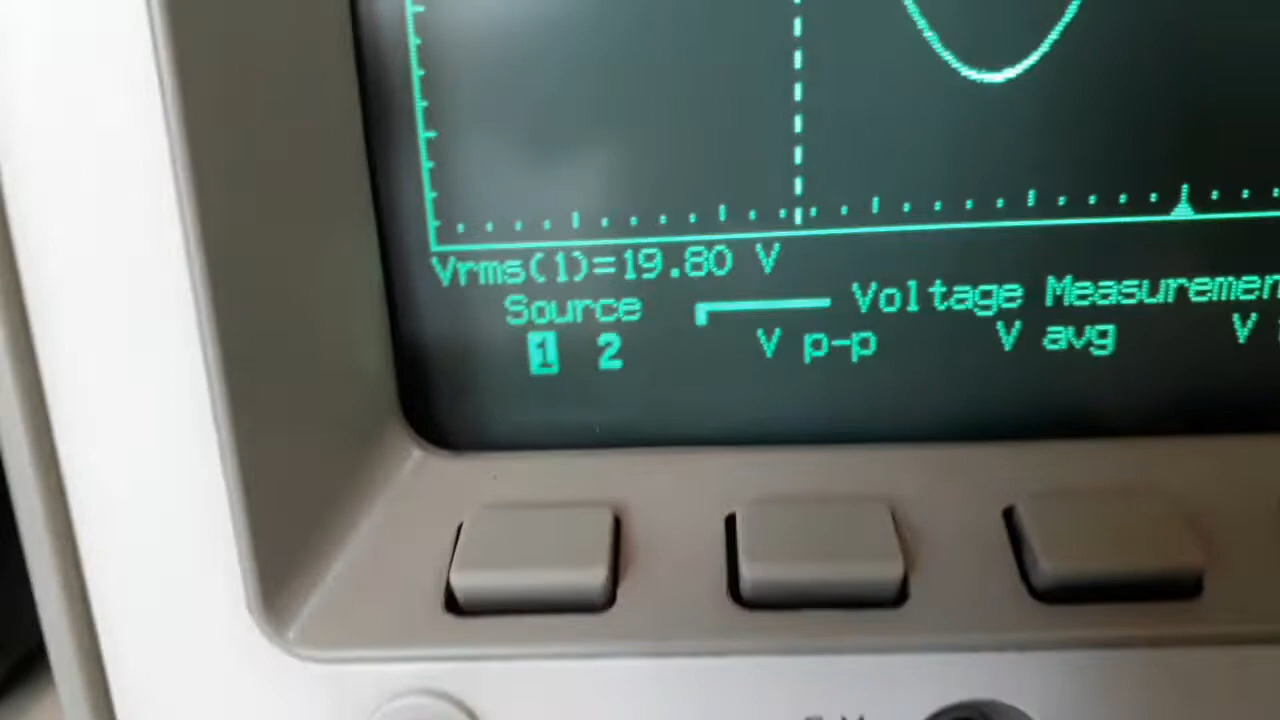 Vrms(1)=19.80 V
Source
Voltage Measuremen
1 2
V p-p
V avg
V